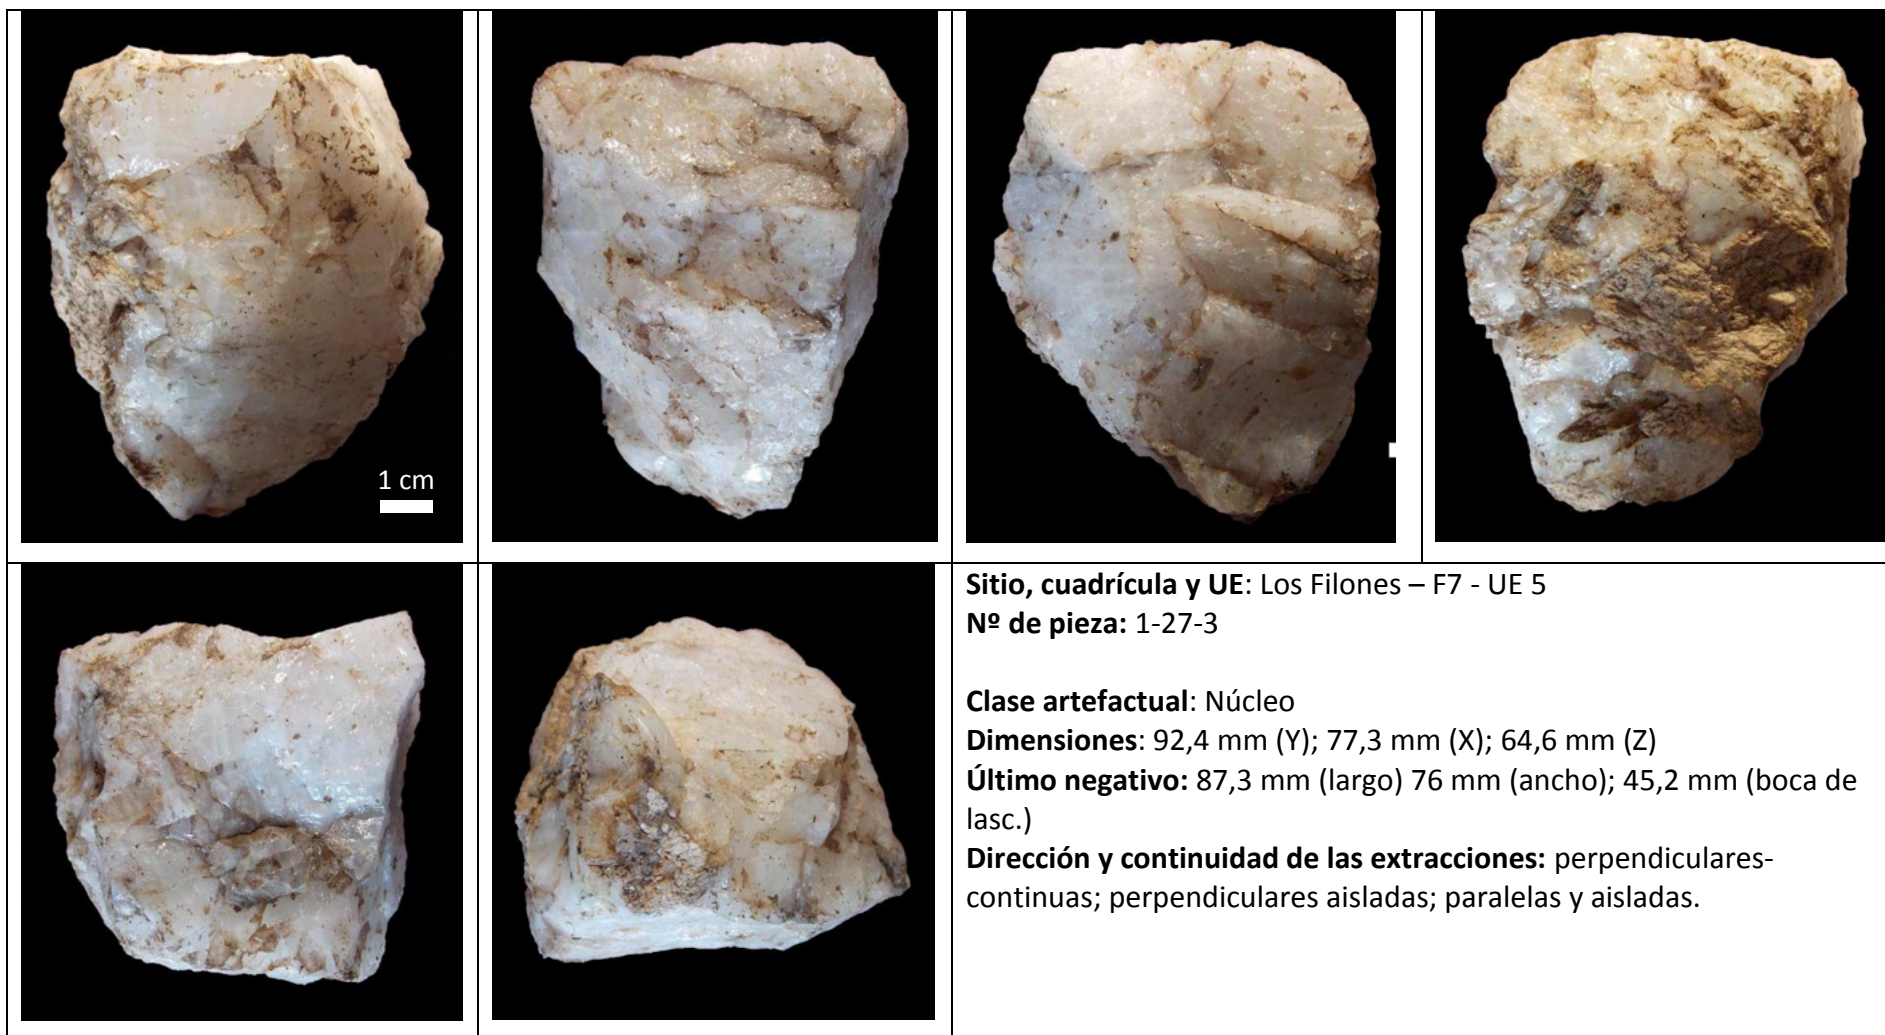 1 cm
Sitio, cuadrícula y UE: Los Filones – F7 - UE 5
Nº de pieza: 1-27-3
Clase artefactual: Núcleo
Dimensiones: 92,4 mm (Y); 77,3 mm (X); 64,6 mm (Z)
Último negativo: 87,3 mm (largo) 76 mm (ancho); 45,2 mm (boca de
lasc.)
Dirección y continuidad de las extracciones: perpendiculares-
continuas; perpendiculares aisladas; paralelas y aisladas.